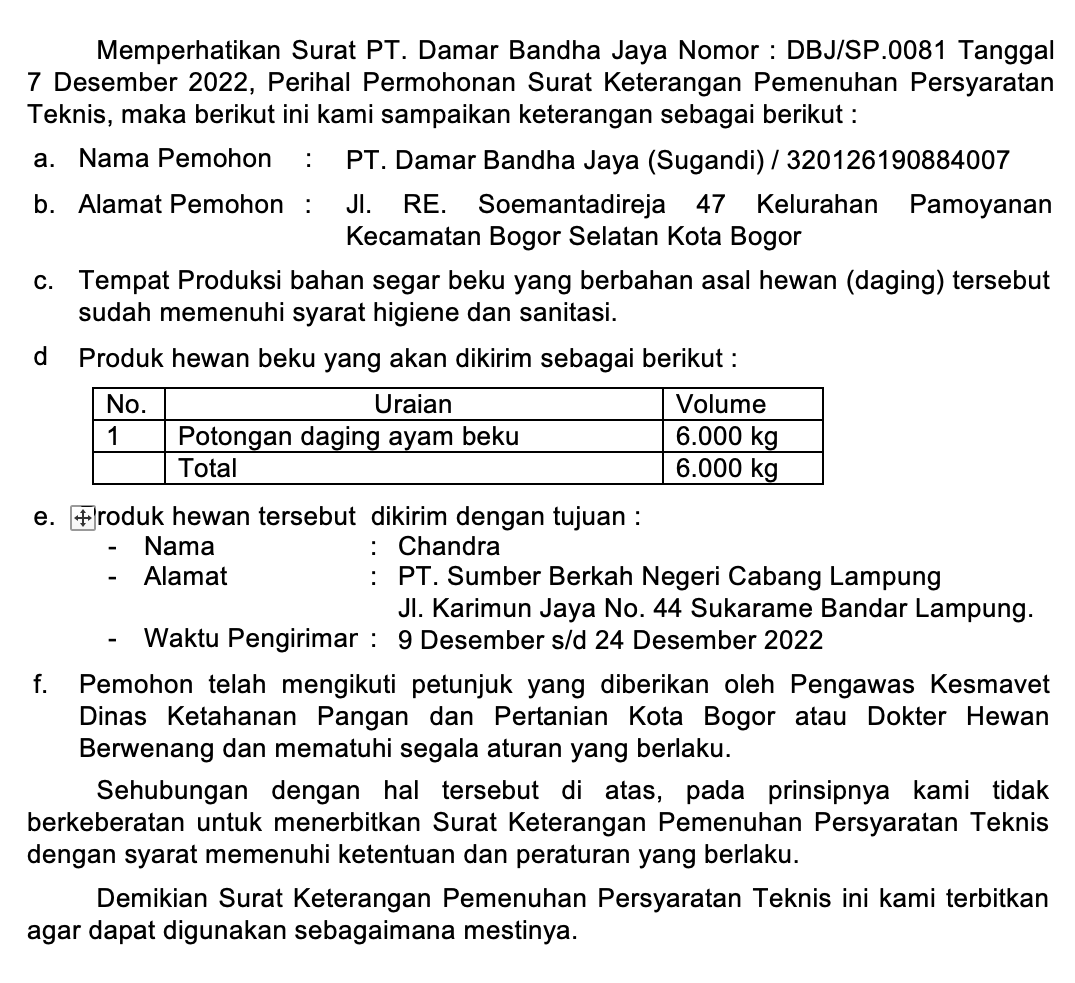 Memperhatikan Surat PT. Damar Bandha Jaya Nomor : DBJ/SP.0081 Tanggal
7 Desember 2022, Perihal Permohonan Surat Keterangan Pemenuhan Persyaratan
Teknis, maka berikut ini kami sampaikan keterangan sebagai berikut :
a. Nama Pemohon : PT. Damar Bandha Jaya (Sugandi) / 320126190884007
b. Alamat Pemohon : Jl. RE. Soemantadireja 47 Kelurahan Pamoyanan
Kecamatan Bogor Selatan Kota Bogor
c. Tempat Produksi bahan segar beku yang berbahan asal hewan (daging) tersebut
sudah memenuhi syarat higiene dan sanitasi.
d Produk hewan beku yang akan dikirim sebagai berikut :
No. Uraian Volume
1 Potongan daging ayam beku 6.000 kg
Total 6.000 kg
e. roduk hewan tersebut dikirim dengan tujuan :
- Nama : Chandra
- Alamat : PT. Sumber Berkah Negeri Cabang Lampung
Jl. Karimun Jaya No. 44 Sukarame Bandar Lampung.
- Waktu Pengirimar : 9 Desember s/d 24 Desember 2022
f. Pemohon telah mengikuti petunjuk yang diberikan oleh Pengawas Kesmavet
Dinas Ketahanan Pangan dan Pertanian Kota Bogor atau Dokter Hewan
Berwenang dan mematuhi segala aturan yang berlaku.
Sehubungan dengan hal tersebut di atas, pada prinsipnya kami tidak
berkeberatan untuk menerbitkan Surat Keterangan Pemenuhan Persyaratan Teknis
dengan syarat memenuhi ketentuan dan peraturan yang berlaku.
Demikian Surat Keterangan Pemenuhan Persyaratan Teknis ini kami terbitkan
agar dapat digunakan sebagaimana mestinya.